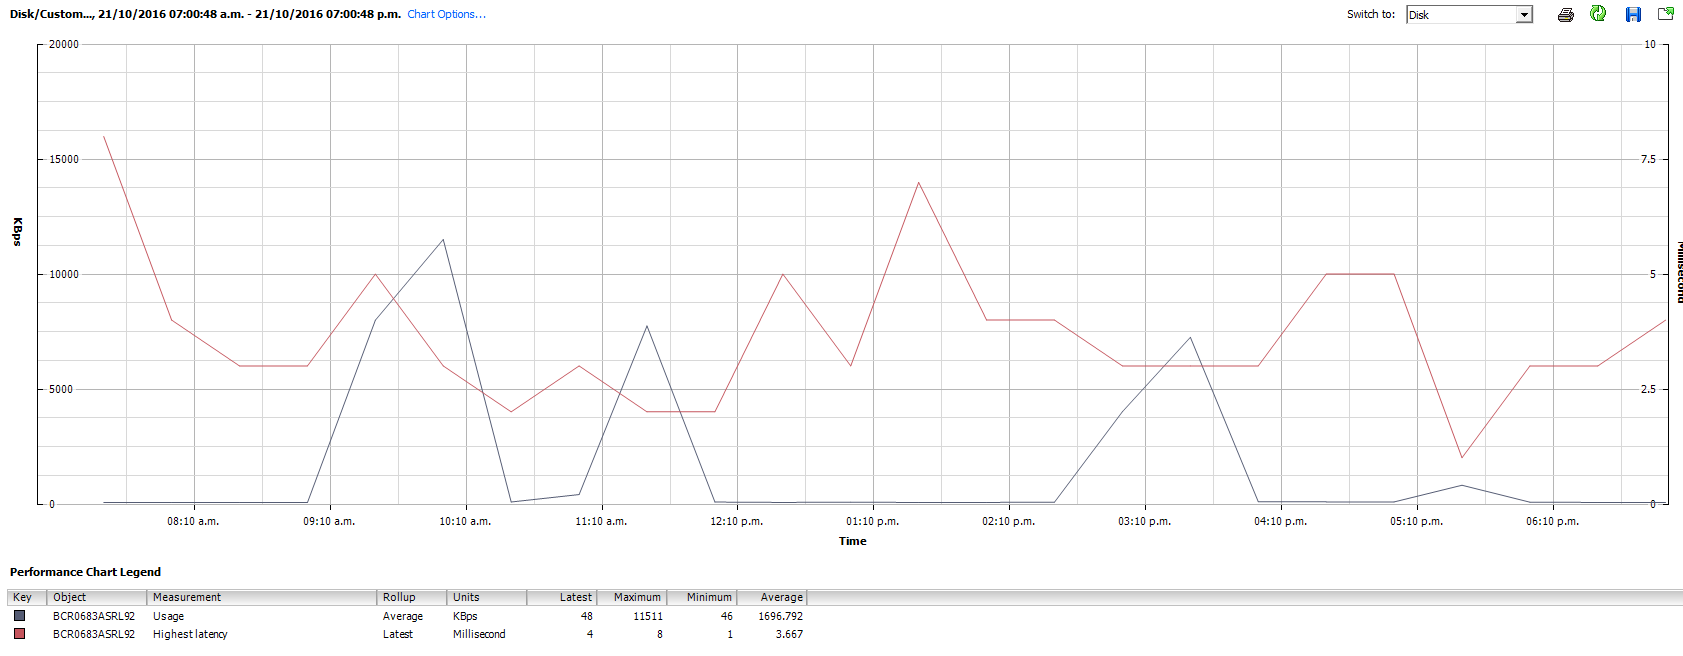 Disk/Custom..., 21/10/2016 07:00:48 a.m. - 21/10/2016 07:00:48 p.m. Chart Options... Switch to: Disk
20000 10
15000 7.5
KBps
10000 5
Millisecond
5000 2.5
0 0
08:10 a.m. 09:10 a.m. 10:10 a.m. 11:10 a.m. 12:10 p.m. 01:10 p.m. 02:10 p.m. 03:10 p.m. 04:10 p.m. 05:10 p.m. 06:10 p.m.
Time
Performance Chart Legend
Key Object Measurement Rollup Units Latest Maximum Minimum Average
BCR0683ASRL92 Usage Average KBps 48 11511 46 1696.792
BCR0683ASRL92 Highest latency Latest Millisecond 4 8 1 3.667